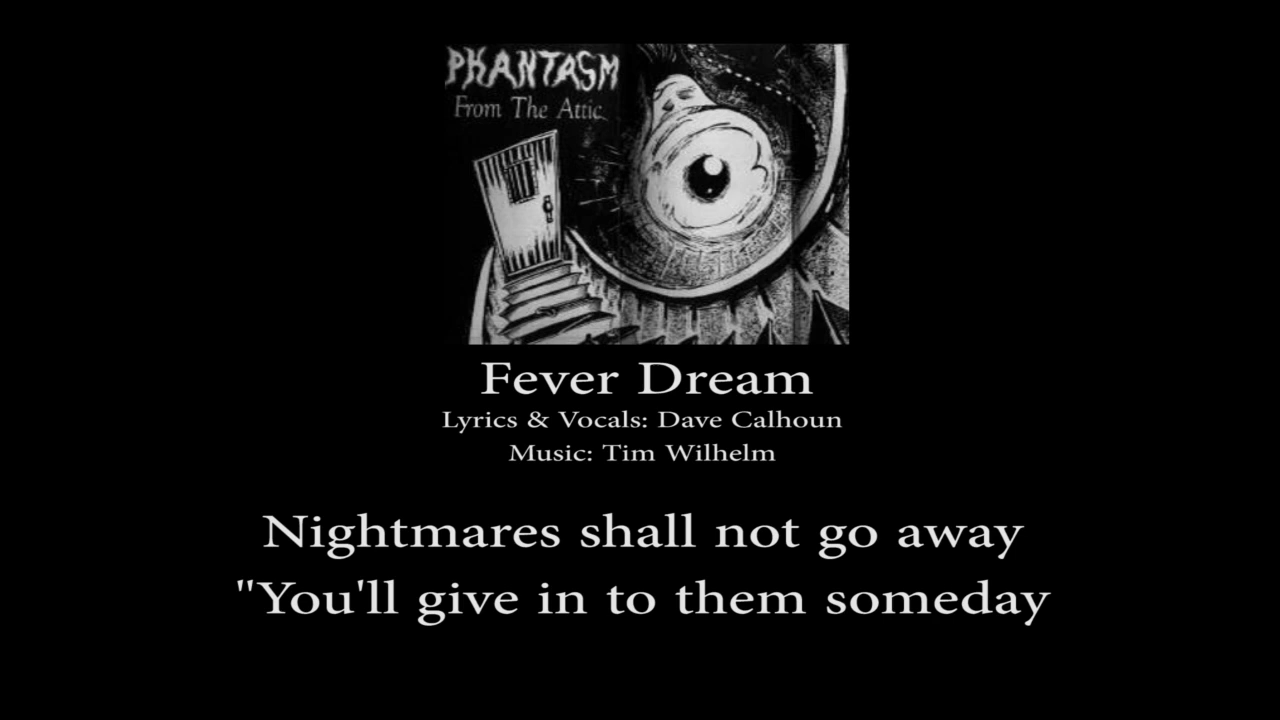 PHANTASM
From The Attic
Fever Dream
Lyrics & Vocals: Dave Calhoun
Music: Tim Wilhelm
Nightmares shall not go away
"You'll give in to them someday